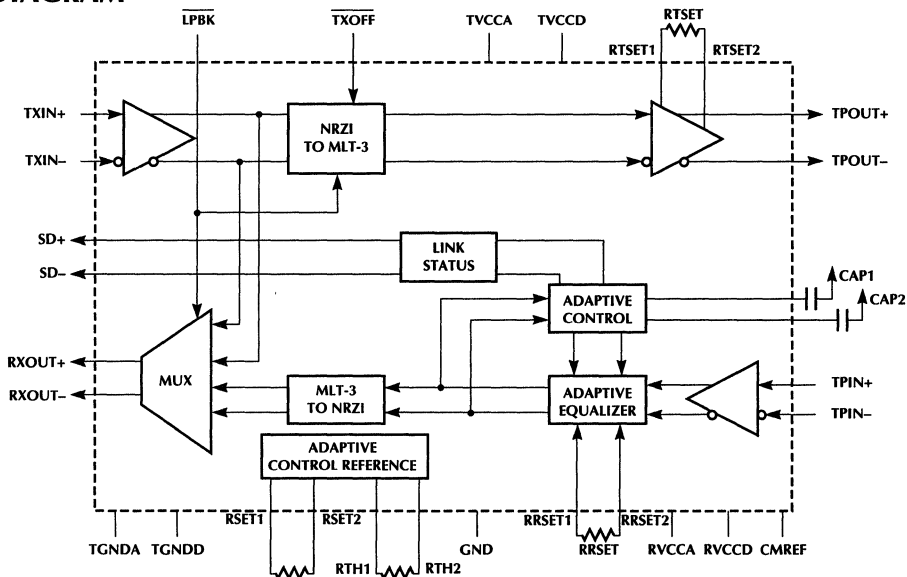 LPBK
TXOFF
TVCCA
TVCCD
RTSET
RTSET1
RTSET2
TXIN+
NRZI
TO MLT-3
TPOUT+
TXIN–
TPOUT–
SD+
LINK
STATUS
SD–
CAP1
ADAPTIVE
CONTROL
CAP2
RXOUT+
MUX
MLT-3
TO NRZI
ADAPTIVE
EQUALIZER
TPIN+
RXOUT–
TPIN–
ADAPTIVE
CONTROL REFERENCE
RSET1
RSET2
RRSET1
RRSET2
TGNDA
TGNDD
GND
RRSET
RVCCA
RVCCD
CMREF
RTH1
RTH2